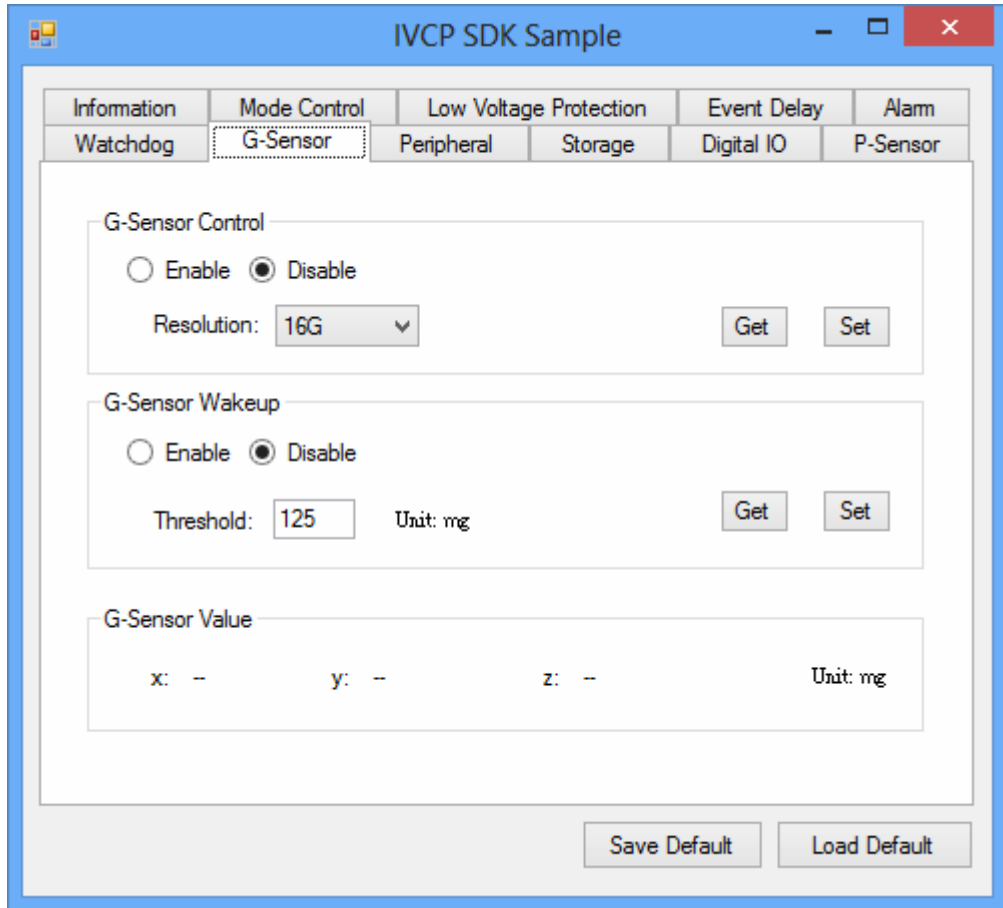 IVCP SDK Sample
Information Mode Control Low Voltage Protection Event Delay Alarm
Watchdog G-Sensor Peripheral Storage Digital IO P-Sensor
G-Sensor Control
Enable Disable
Resolution: 16G Get Set
G-Sensor Wakeup
Enable Disable
Threshold: 125 Unit: mg Get Set
G-Sensor Value
x: -- y: -- z: -- Unit: mg
Save Default Load Default